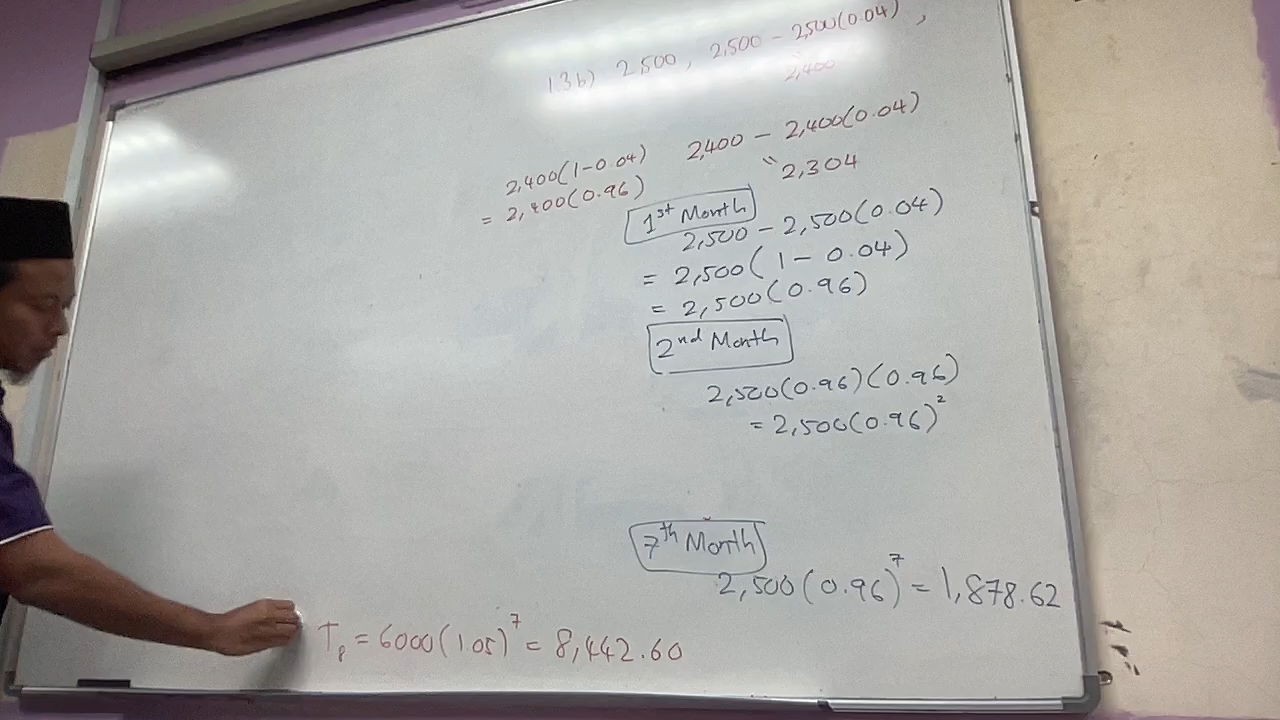 13b) 2500, 2,500 - 2,500(0.04),
2,400
2,400 - 2,400(0.04)
2,304
2,400(1-0.04)
= 2,400(0.96)
1st Month
2,500 - 2,500(0.04)
= 2,500(1 - 0.04)
= 2,500(0.96)
2nd Month
2,500(0.96)(0.96)
= 2,500(0.96)²
7th Month
2,500(0.96)⁷ = 1,878.62
T₈ = 6000(1.05)⁷ = 8,442.60